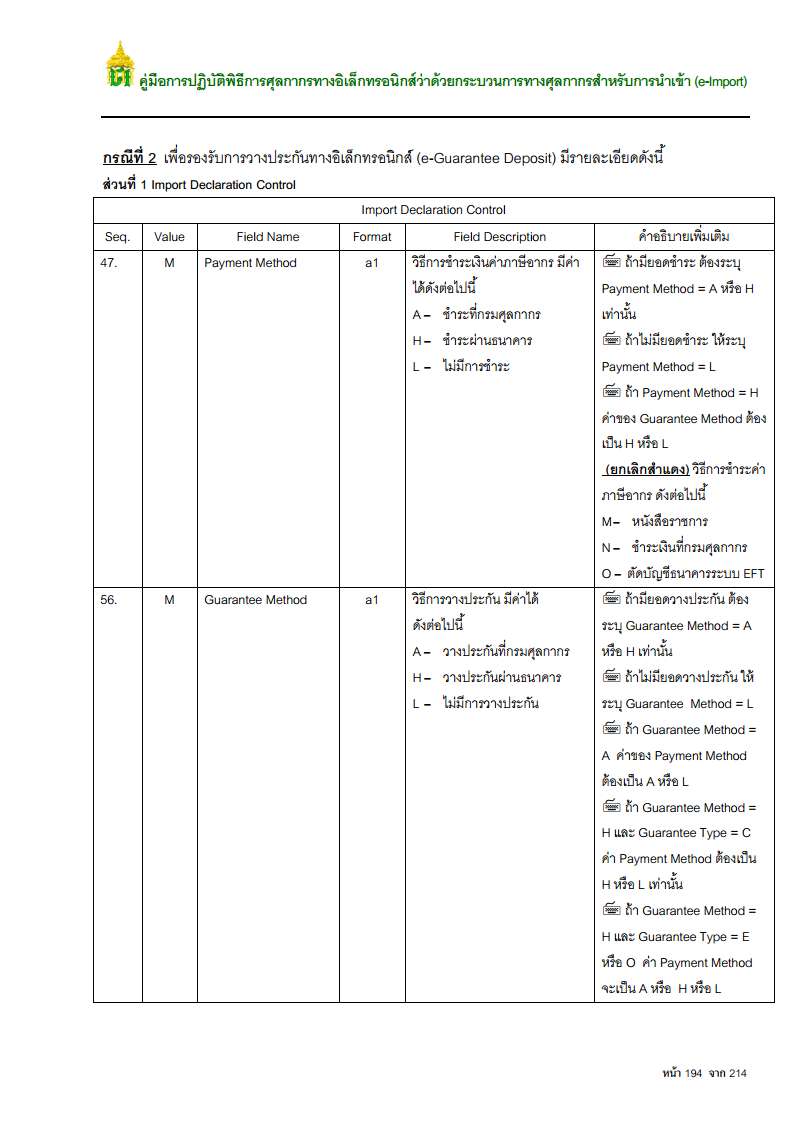 คู่มือการปฏิบัติพิธีการศุลกากรทางอิเล็กทรอนิกส์ว่าด้วยกระบวนการทางศุลกากรสำหรับการนำเข้า (e-Import)
กรณีที่ 2 เพื่อรองรับการวางประกันทางอิเล็กทรอนิกส์ (e-Guarantee Deposit) มีรายละเอียดดังนี้
ส่วนที่ 1 Import Declaration Control
Import Declaration Control
Seq. Value Field Name Format Field Description คำอธิบายเพิ่มเติม
47. M Payment Method a1 วิธีการชำระเงินค่าภาษีอากร มีค่า
ได้ดังต่อไปนี้
A – ชำระที่กรมศุลกากร
H – ชำระผ่านธนาคาร
L – ไม่มีการชำระ
ถ้ามียอดชำระ ต้องระบุ
Payment Method = A หรือ H
เท่านั้น
ถ้าไม่มียอดชำระ ให้ระบุ
Payment Method = L
ถ้า Payment Method = H
ค่าของ Guarantee Method ต้อง
เป็น H หรือ L
(ยกเลิกสำแดง) วิธีการชำระค่า
ภาษีอากร ดังต่อไปนี้
M – หนังสือราชการ
N – ชำระเงินที่กรมศุลกากร
O – ตัดบัญชีธนาคารระบบ EFT
56. M Guarantee Method a1 วิธีการวางประกัน มีค่าได้
ดังต่อไปนี้
A – วางประกันที่กรมศุลกากร
H – วางประกันผ่านธนาคาร
L – ไม่มีการวางประกัน
ถ้ามียอดวางประกัน ต้อง
ระบุ Guarantee Method = A
หรือ H เท่านั้น
ถ้าไม่มียอดวางประกัน ให้
ระบุ Guarantee Method = L
ถ้า Guarantee Method =
A ค่าของ Payment Method
ต้องเป็น A หรือ L
ถ้า Guarantee Method =
H และ Guarantee Type = C
ค่า Payment Method ต้องเป็น
H หรือ L เท่านั้น
ถ้า Guarantee Method =
H และ Guarantee Type = E
หรือ O ค่า Payment Method
จะเป็น A หรือ H หรือ L
หน้า 194 จาก 214